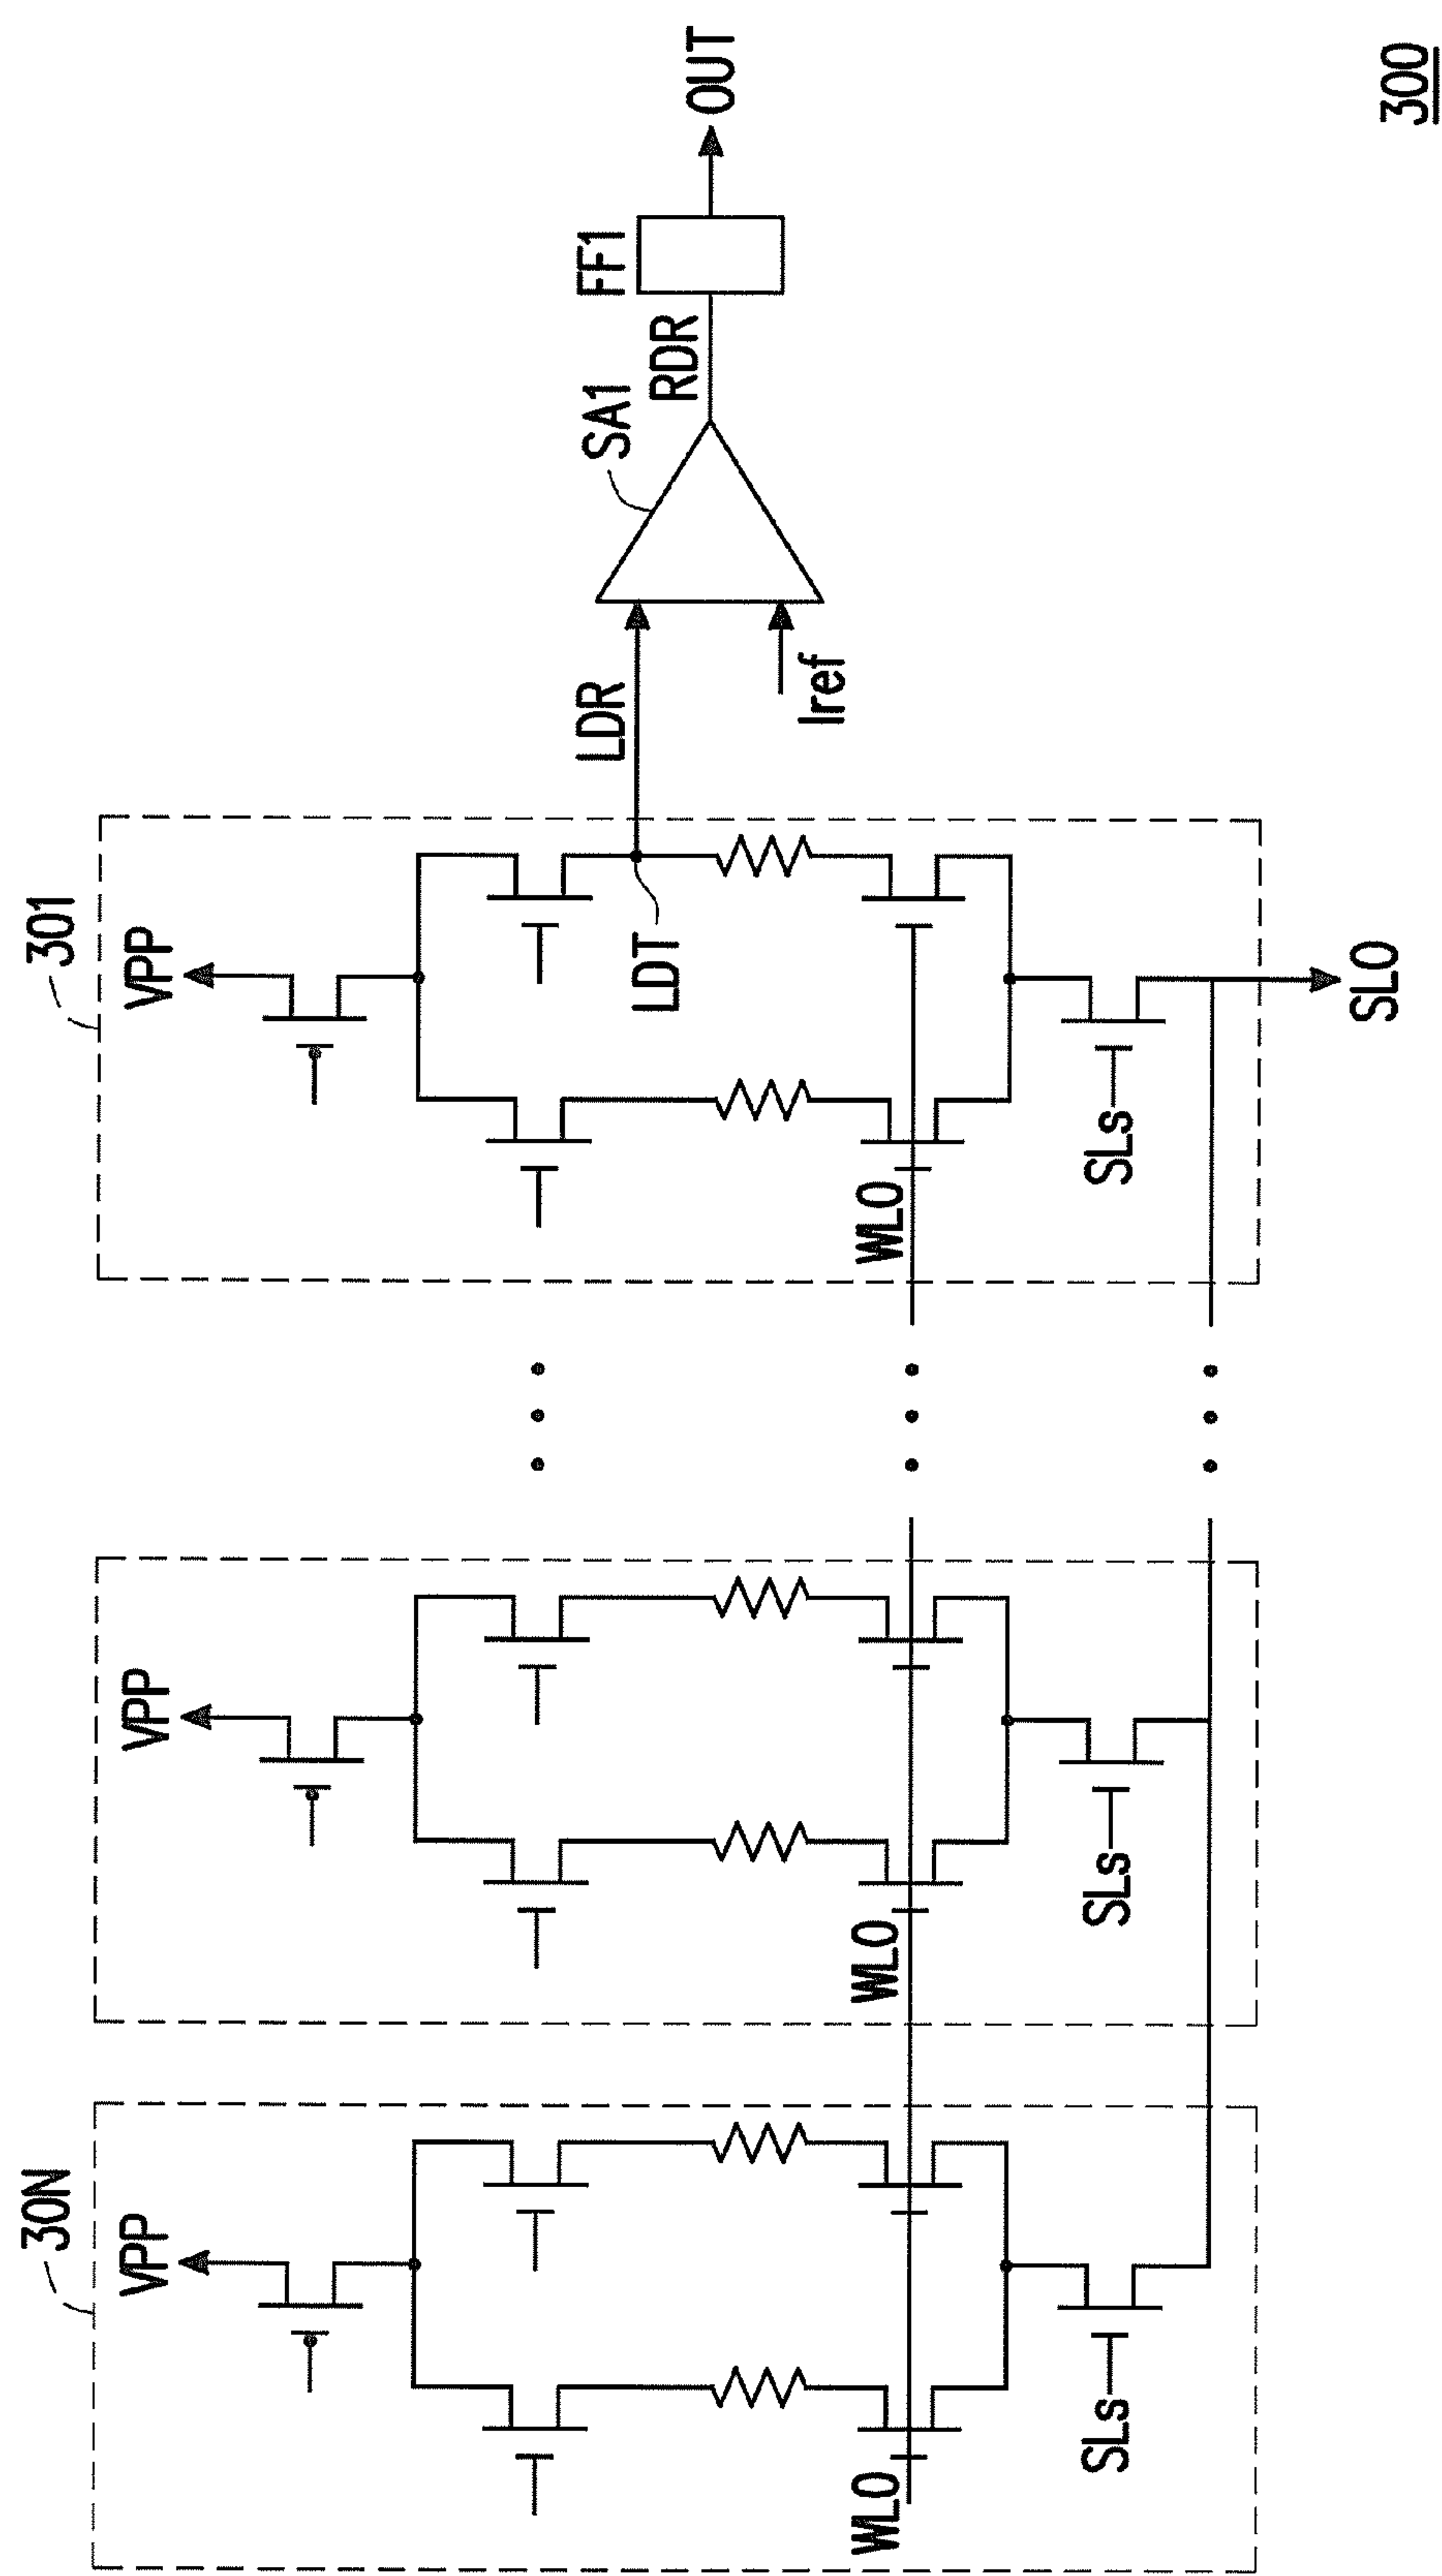 30N
301
VPP
VPP
VPP
LDT
LDR
SA1
RDR
FF1
OUT
Iref
WL0
WL0
WL0
SLs
SLs
SLs
SL0
300